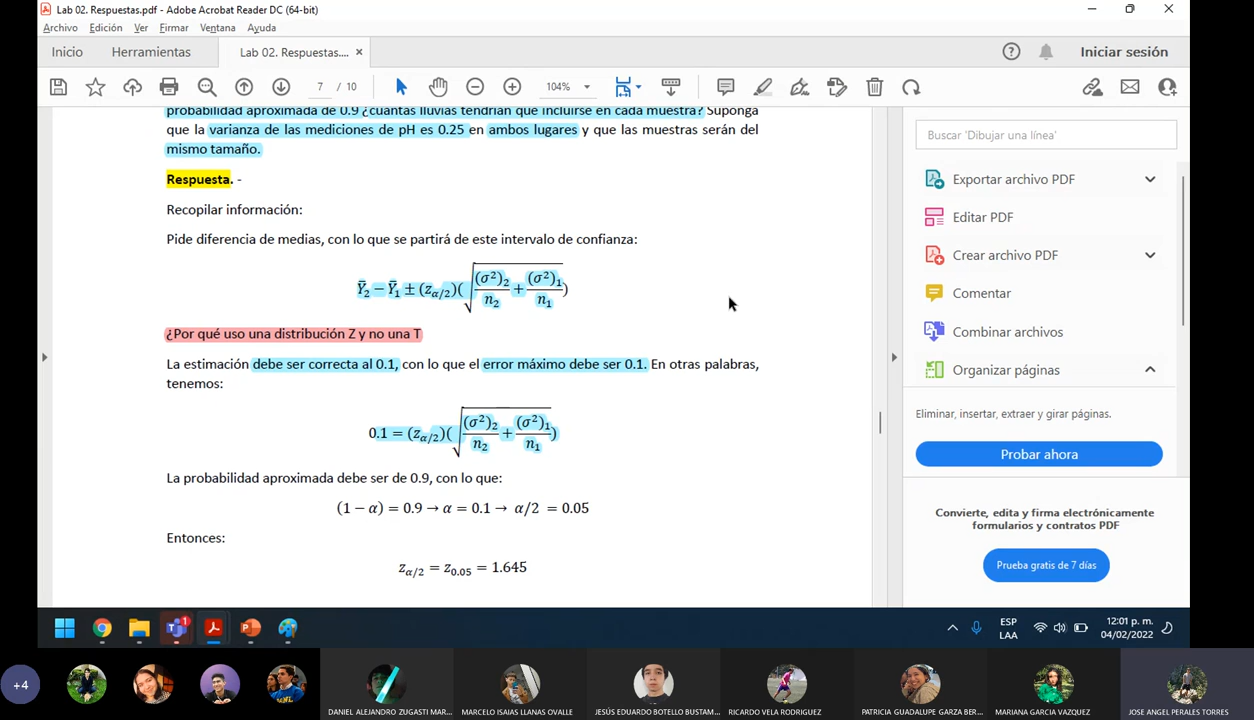 Lab 02. Respuestas.pdf - Adobe Acrobat Reader DC (64-bit)
Archivo Edición Ver Firmar Ventana Ayuda
Inicio Herramientas Lab 02. Respuestas.... × Iniciar sesión
7 / 10 104%
probabilidad aproximada de 0.9 ¿cuántas lluvias tendrían que incluirse en cada muestra? Suponga
que la varianza de las mediciones de pH es 0.25 en ambos lugares y que las muestras serán del
mismo tamaño.
Respuesta. -
Recopilar información:
Pide diferencia de medias, con lo que se partirá de este intervalo de confianza:
Ȳ₂ − Ȳ₁ ± (z_{α/2})(√((σ²)₂/n₂ + (σ²)₁/n₁))
¿Por qué uso una distribución Z y no una T
La estimación debe ser correcta al 0.1, con lo que el error máximo debe ser 0.1. En otras palabras,
tenemos:
0.1 = (z_{α/2})(√((σ²)₂/n₂ + (σ²)₁/n₁))
La probabilidad aproximada debe ser de 0.9, con lo que:
(1 − α) = 0.9 → α = 0.1 → α/2 = 0.05
Entonces:
z_{α/2} = z_{0.05} = 1.645
Buscar 'Dibujar una línea'
Exportar archivo PDF
Editar PDF
Crear archivo PDF
Comentar
Combinar archivos
Organizar páginas
Eliminar, insertar, extraer y girar páginas.
Probar ahora
Convierte, edita y firma electrónicamente
formularios y contratos PDF
Prueba gratis de 7 días
1
ESP
LAA
12:01 p. m.
04/02/2022
+4
DANIEL ALEJANDRO ZUGASTI MAR...
MARCELO ISAIAS LLANAS OVALLE
JESÚS EDUARDO BOTELLO BUSTAM...
RICARDO VELA RODRIGUEZ
PATRICIA GUADALUPE GARZA BER...
MARIANA GARCIA VAZQUEZ
JOSE ANGEL PERALES TORRES